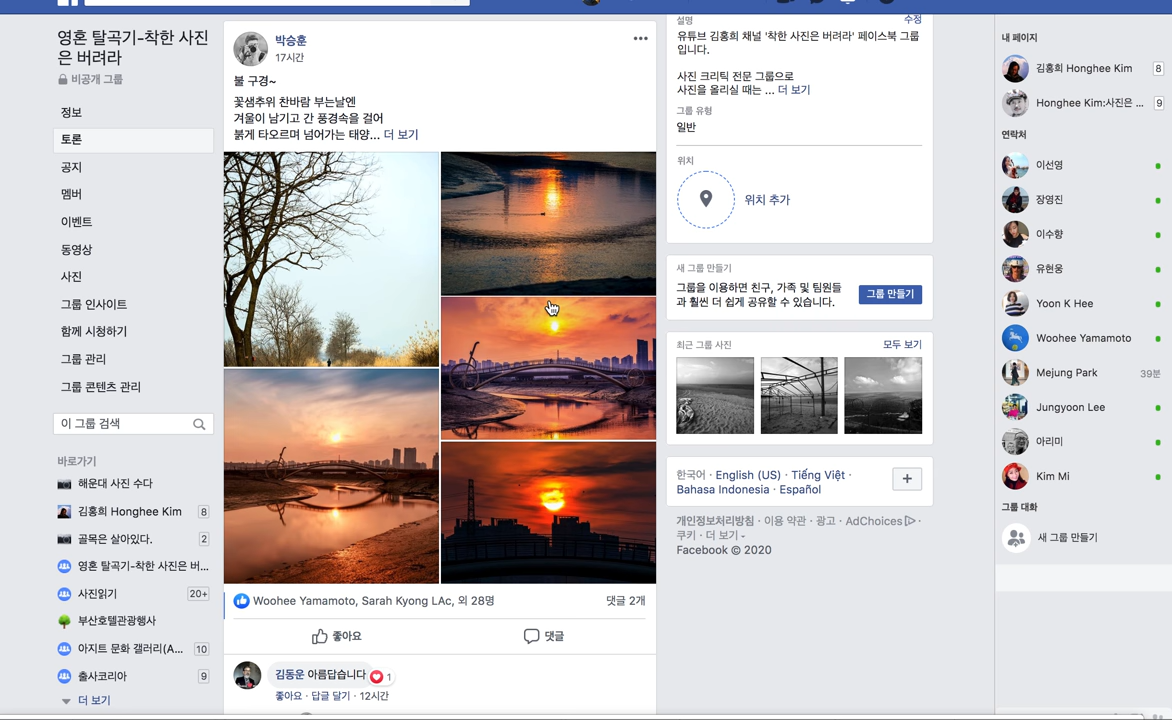 영혼 탈곡기-착한 사진
은 버려라
비공개 그룹
정보
토론
공지
멤버
이벤트
동영상
사진
그룹 인사이트
함께 시청하기
그룹 관리
그룹 콘텐츠 관리
이 그룹 검색
바로가기
해운대 사진 수다
김홍희 Honghee Kim 8
골목은 살아있다. 2
영혼 탈곡기-착한 사진은 버...
사진읽기 20+
부산호텔관광행사
아지트 문화 갤러리(A... 10
출사코리아 9
더 보기
박승훈
17시간
불 구경~
꽃샘추위 찬바람 부는날엔
겨울이 남기고 간 풍경속을 걸어
붉게 타오르며 넘어가는 태양... 더 보기
Woohee Yamamoto, Sarah Kyong LAc, 외 28명
댓글 2개
좋아요
댓글
김동운 아름답습니다
1
좋아요 · 답글 달기 · 12시간
설명
수정
유튜브 김홍희 채널 '착한 사진은 버려라' 페이스북 그룹
입니다.
사진 크리틱 전문 그룹으로
사진을 올리실 때는 ... 더 보기
그룹 유형
일반
위치
위치 추가
새 그룹 만들기
그룹을 이용하면 친구, 가족 및 팀원들
과 훨씬 더 쉽게 공유할 수 있습니다.
그룹 만들기
최근 그룹 사진
모두 보기
한국어 · English (US) · Tiếng Việt ·
Bahasa Indonesia · Español
개인정보처리방침 · 이용 약관 · 광고 · AdChoices ·
쿠키 · 더 보기
Facebook © 2020
내 페이지
김홍희 Honghee Kim 8
Honghee Kim:사진은 ... 9
연락처
이선영
장영진
이수향
유현웅
Yoon K Hee
Woohee Yamamoto
Mejung Park 39분
Jungyoon Lee
아리미
Kim Mi
그룹 대화
새 그룹 만들기